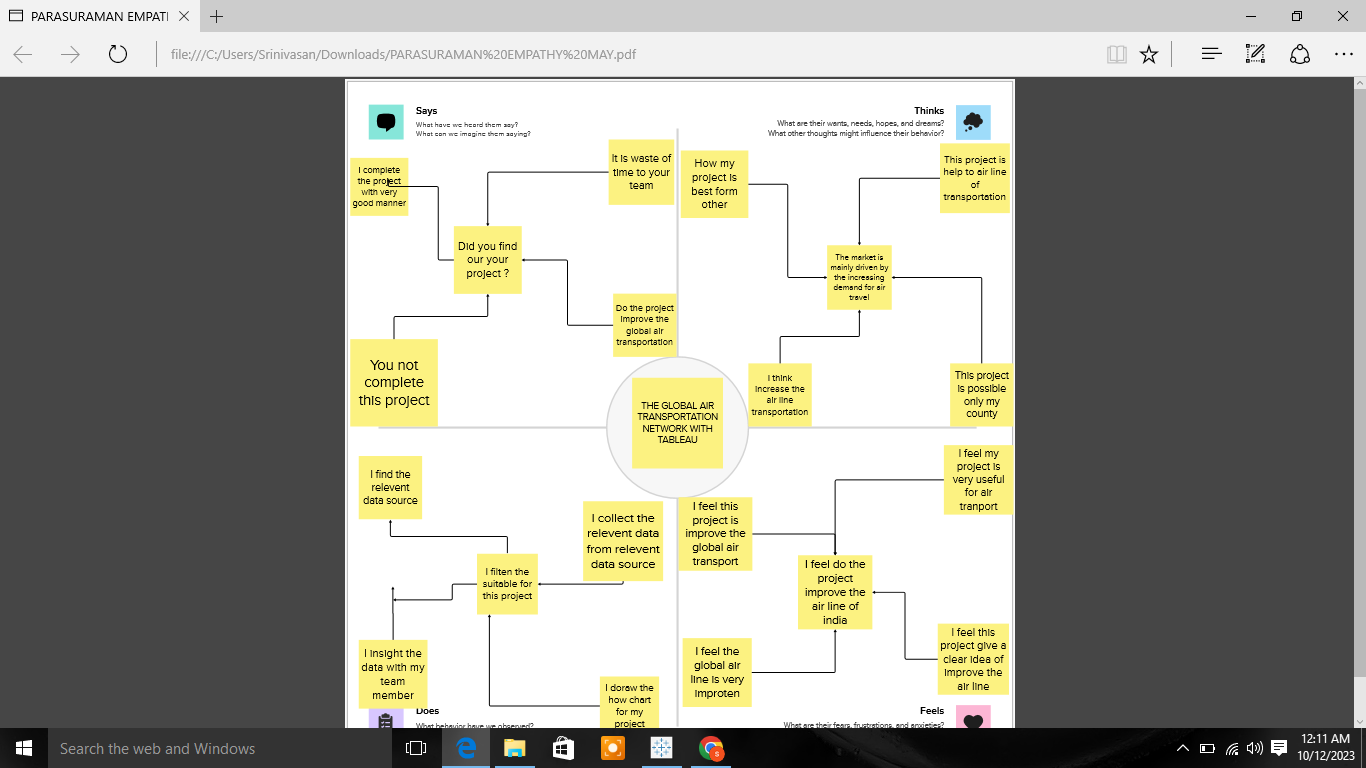 PARASURAMAN EMPATI
file:///C:/Users/Srinivasan/Downloads/PARASURAMAN%20EMPATHY%20MAY.pdf
Says
What have we heard them say?
What can we imagine them saying?
Thinks
What are their wants, needs, hopes, and dreams?
What other thoughts might influence their behavior?
I complete
the project
with very
good manner
It is waste of
time to your
team
Did you find
our your
project ?
Do the project
improve the
global air
transportation
You not
complete
this project
How my
project is
best form
other
This project is
help to air line
of
transportation
The market is
mainly driven by
the increasing
demand for air
travel
I think
increase the
air line
transportation
This project
is possible
only my
county
THE GLOBAL AIR
TRANSPORTATION
NETWORK WITH
TABLEAU
I find the
relevent
data source
I collect the
relevent data
from relevent
data source
I filten the
suitable for
this project
I insight the
data with my
team
member
I doraw the
how chart
for my
project
I feel this
project is
improve the
global air
transport
I feel my
project is
very useful
for air
tranport
I feel do the
project
improve the
air line of
india
I feel the
global air
line is very
improten
I feel this
project give a
clear idea of
improve the
air line
Does
What behavior have we observed?
Feels
What are their fears, frustrations, and anxieties?
Search the web and Windows
S
12:11 AM
10/12/2023